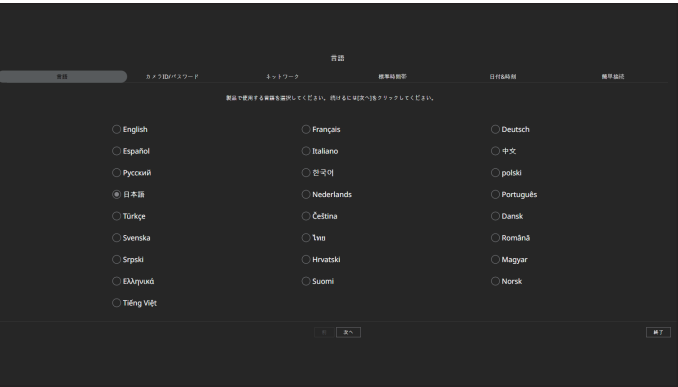 言語
言語 カメラID/パスワード ネットワーク 標準時間帯 日付&時刻 簡単接続
製品で使用する言語を選択してください。続けるには[次へ]をクリックしてください。
English Français Deutsch
Español Italiano 中文
Русский 한국어 polski
日本語 Nederlands Português
Türkçe Čeština Dansk
Svenska ไทย Română
Srpski Hrvatski Magyar
Ελληνικά Suomi Norsk
Tiếng Việt
次へ 終了